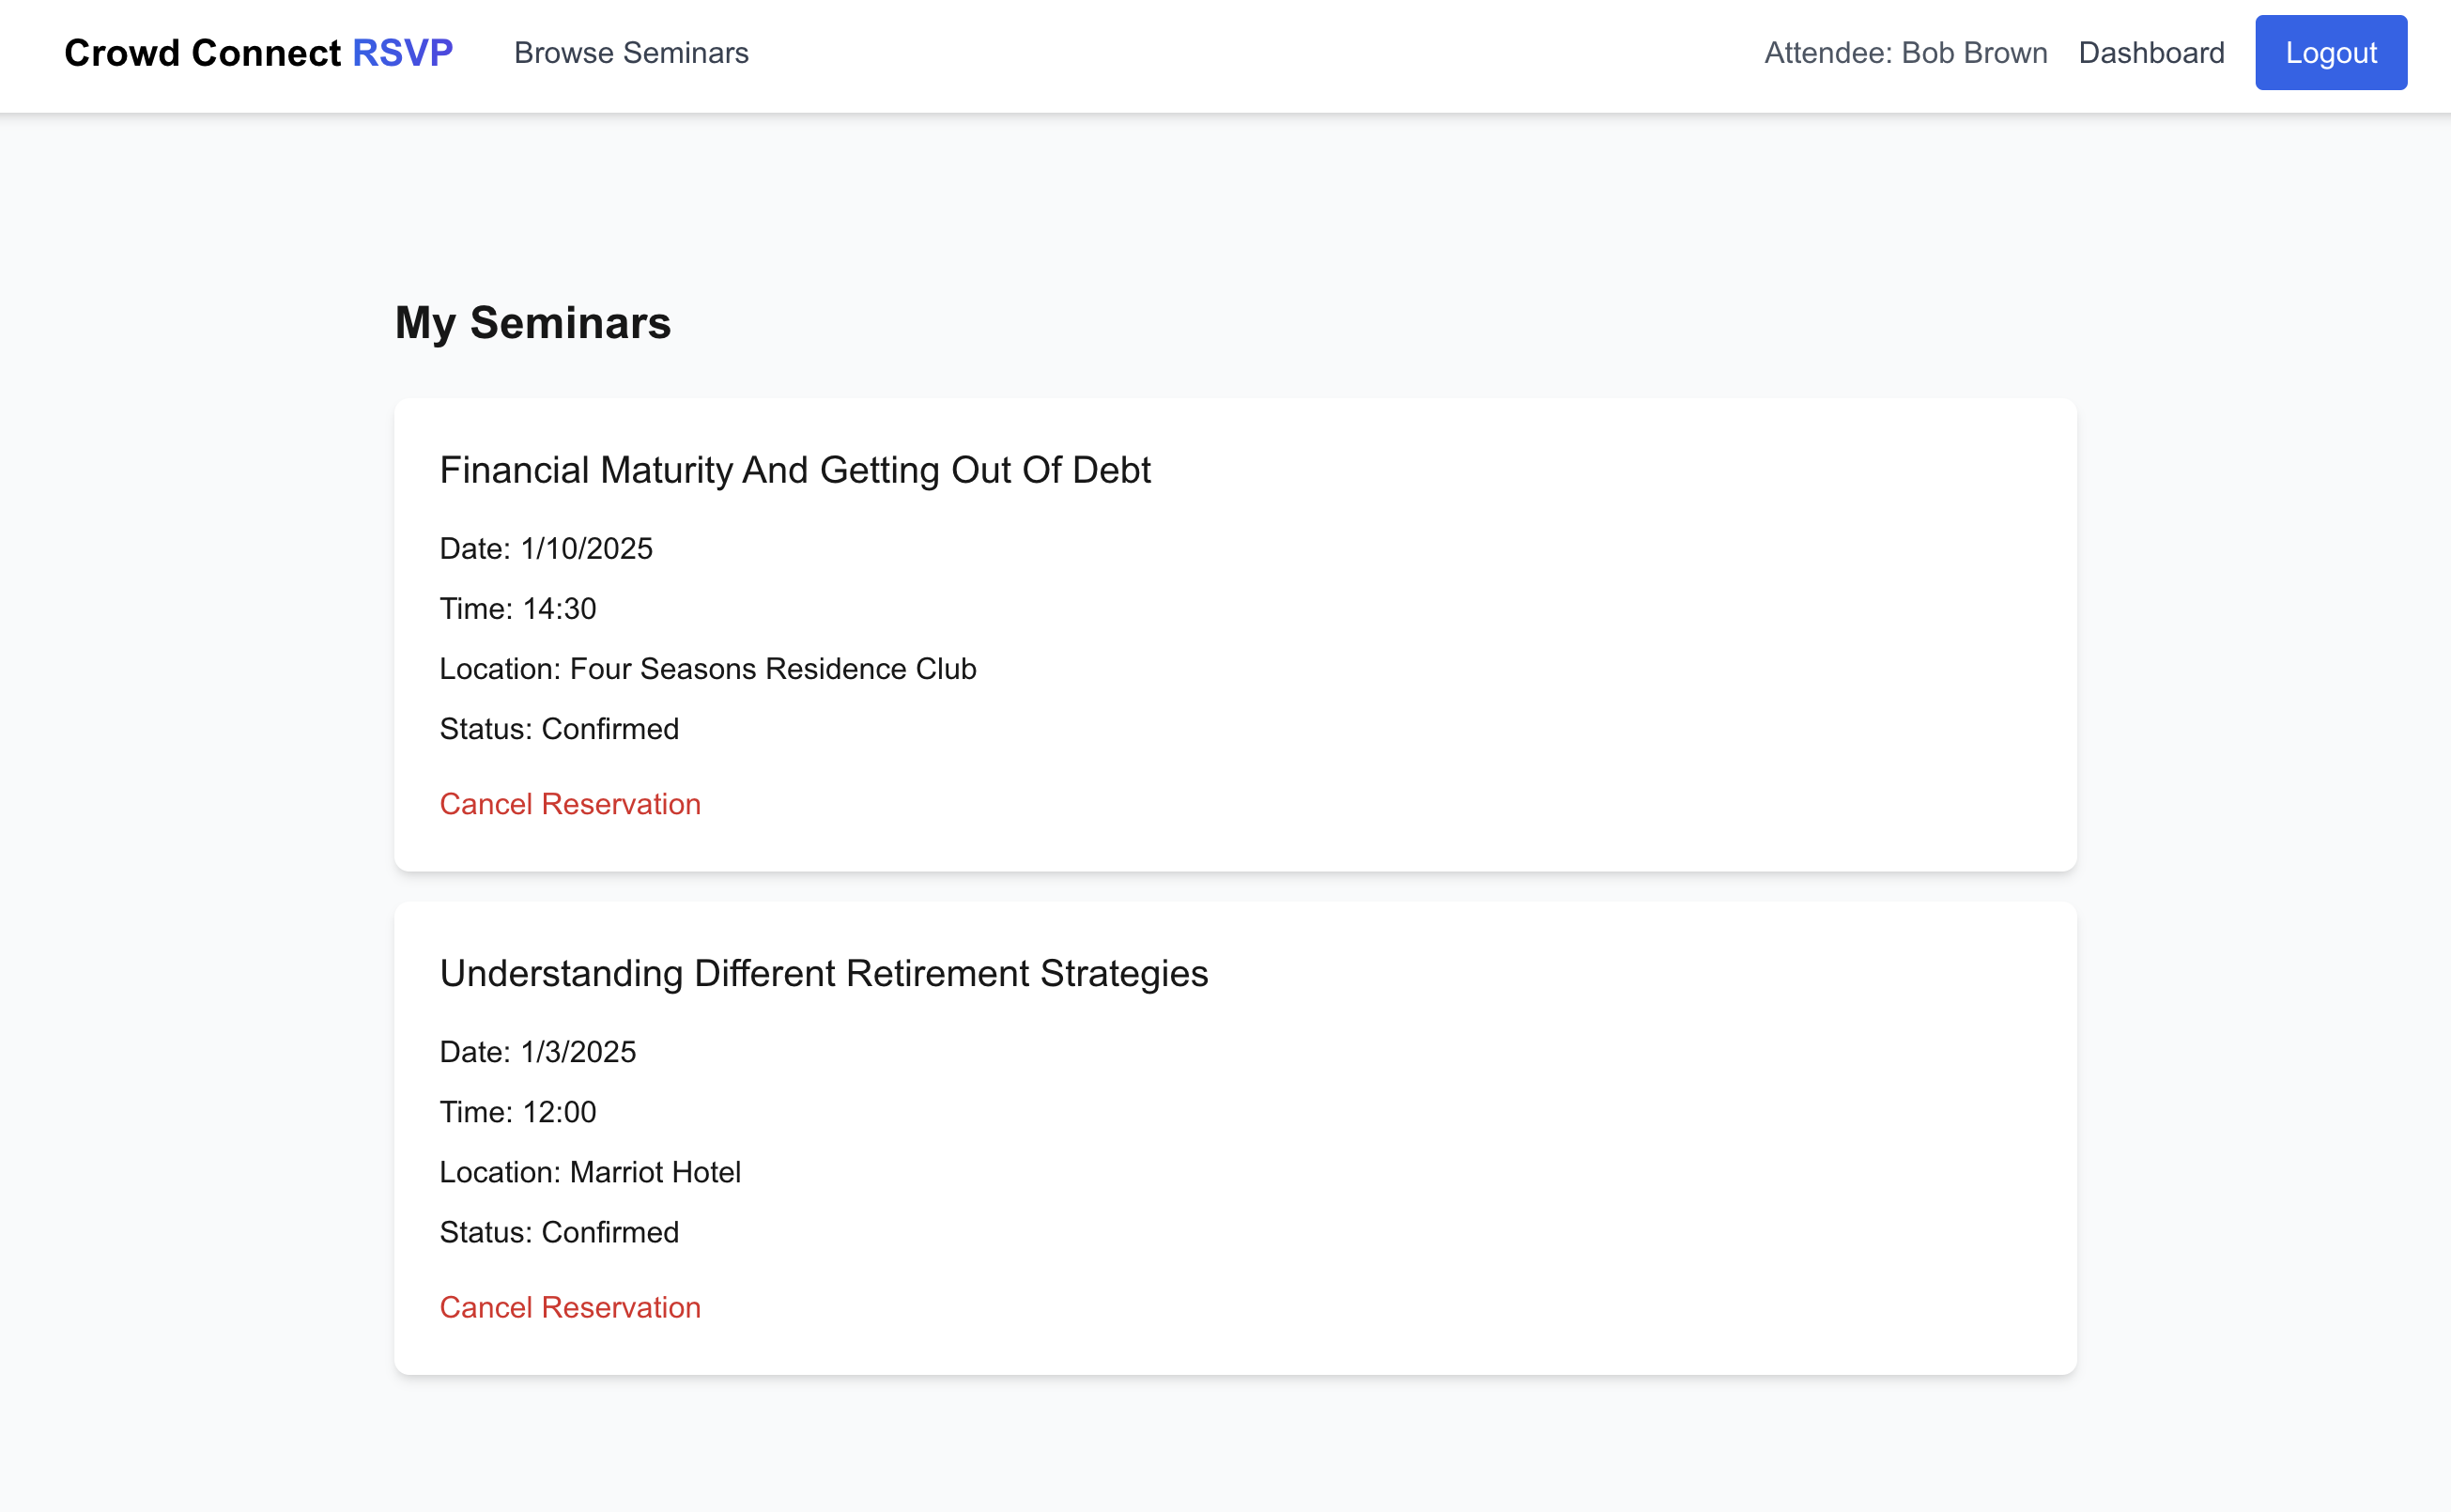 Crowd Connect RSVP Browse Seminars Attendee: Bob Brown Dashboard Logout
My Seminars
Financial Maturity And Getting Out Of Debt
Date: 1/10/2025
Time: 14:30
Location: Four Seasons Residence Club
Status: Confirmed
Cancel Reservation
Understanding Different Retirement Strategies
Date: 1/3/2025
Time: 12:00
Location: Marriot Hotel
Status: Confirmed
Cancel Reservation